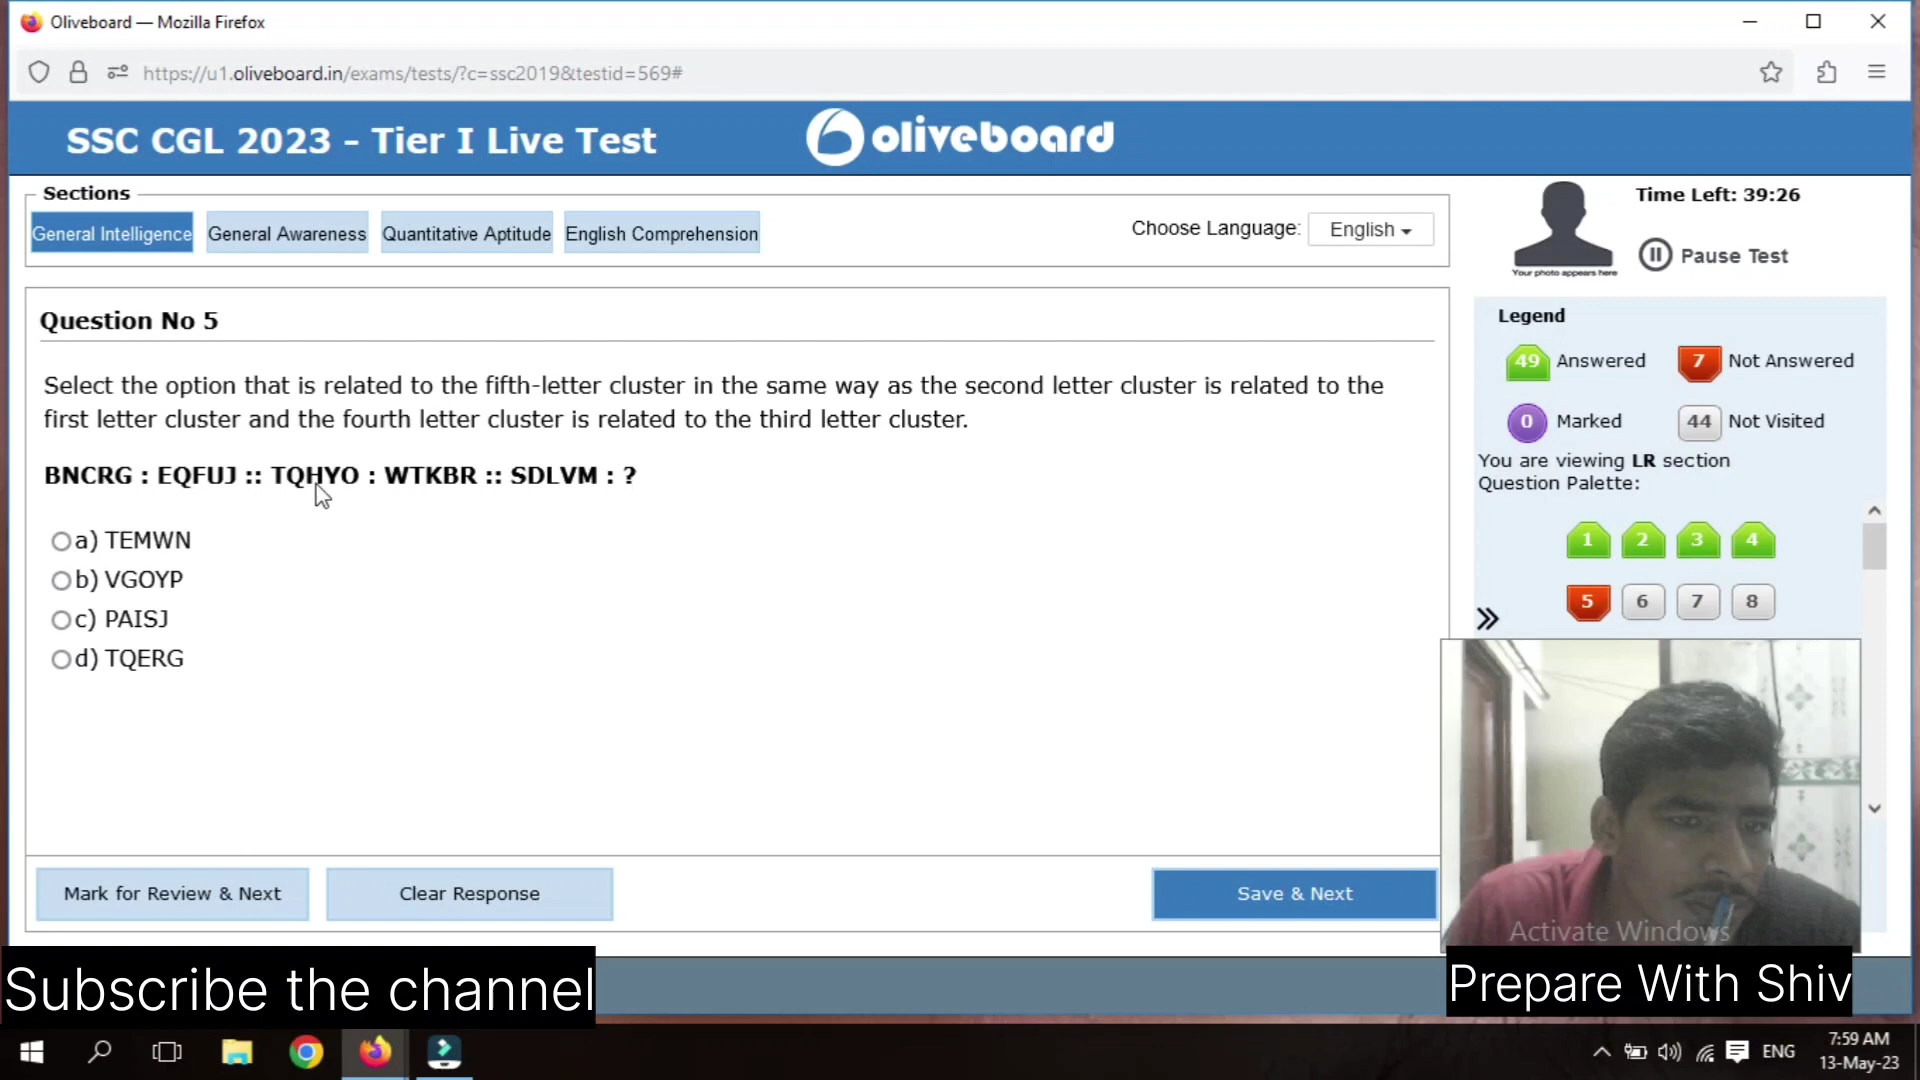 Oliveboard — Mozilla Firefox
https://u1.oliveboard.in/exams/tests/?c=ssc2019&testid=569#
SSC CGL 2023 - Tier I Live Test
oliveboard
Sections
General Intelligence General Awareness Quantitative Aptitude English Comprehension
Choose Language: English
Your photo appears here
Time Left: 39:26
Pause Test
Question No 5
Select the option that is related to the fifth-letter cluster in the same way as the second letter cluster is related to the
first letter cluster and the fourth letter cluster is related to the third letter cluster.
BNCRG : EQFUJ :: TQHYO : WTKBR :: SDLVM : ?
a) TEMWN
b) VGOYP
c) PAISJ
d) TQERG
Legend
49 Answered 7 Not Answered
0 Marked 44 Not Visited
You are viewing LR section
Question Palette:
1 2 3 4
5 6 7 8
Mark for Review & Next Clear Response Save & Next
Activate Windows
Subscribe the channel
Prepare With Shiv
ENG
7:59 AM
13-May-23